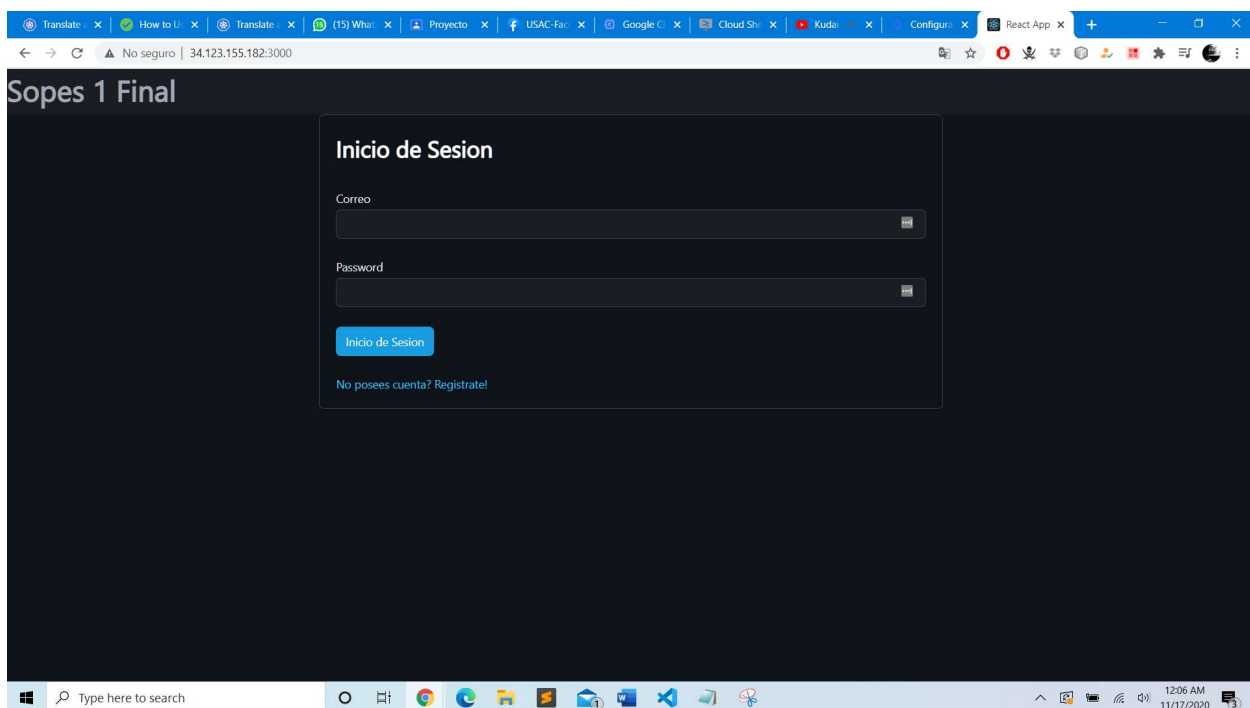 Translate
How to U
Translate
(15) What
Proyecto
USAC-Fac
Google Cl
Cloud She
Kudai
Configura
React App
No seguro | 34.123.155.182:3000
Sopes 1 Final
Inicio de Sesion
Correo
Password
Inicio de Sesion
No posees cuenta? Registrate!
Type here to search
12:06 AM
11/17/2020